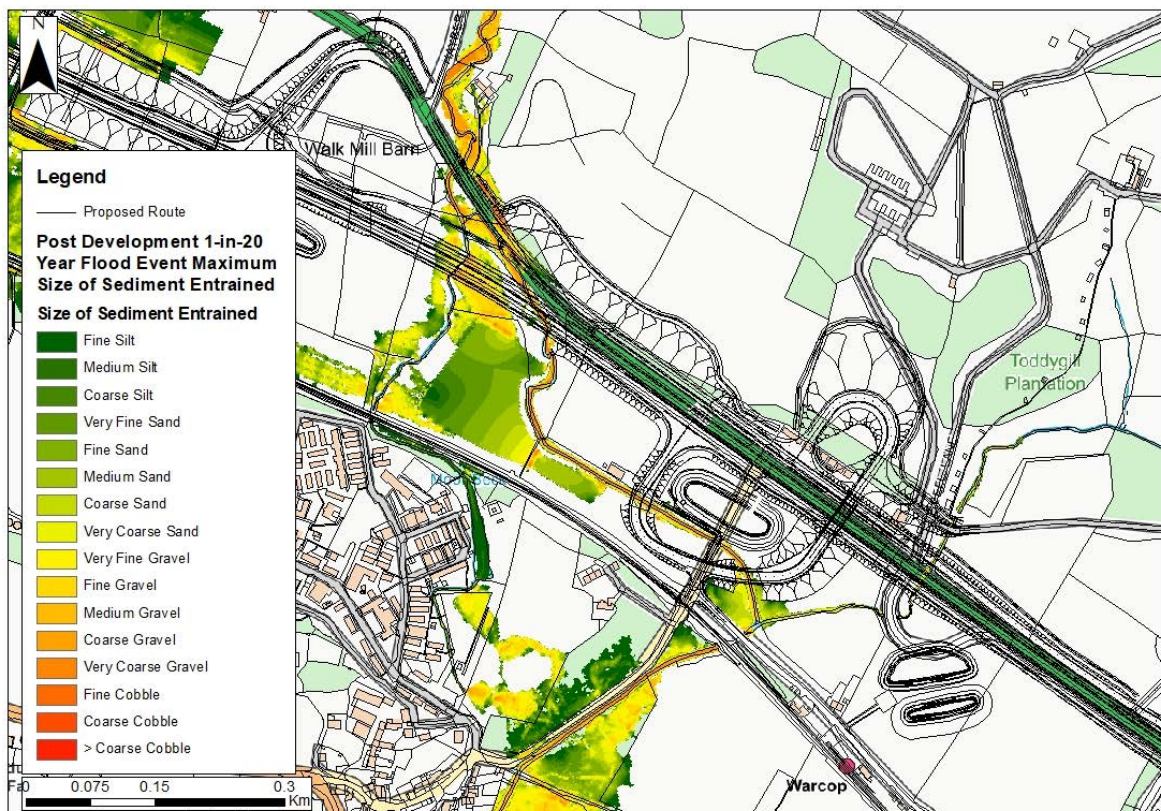 N
Walk Mill Barn
Legend
Proposed Route
Post Development 1-in-20
Year Flood Event Maximum
Size of Sediment Entrained
Size of Sediment Entrained
Fine Silt
Medium Silt
Coarse Silt
Very Fine Sand
Fine Sand
Medium Sand
Coarse Sand
Very Coarse Sand
Very Fine Gravel
Fine Gravel
Medium Gravel
Coarse Gravel
Very Coarse Gravel
Fine Cobble
Coarse Cobble
> Coarse Cobble
Toddygill
Plantation
Warcop
0 0.075 0.15 0.3
Km